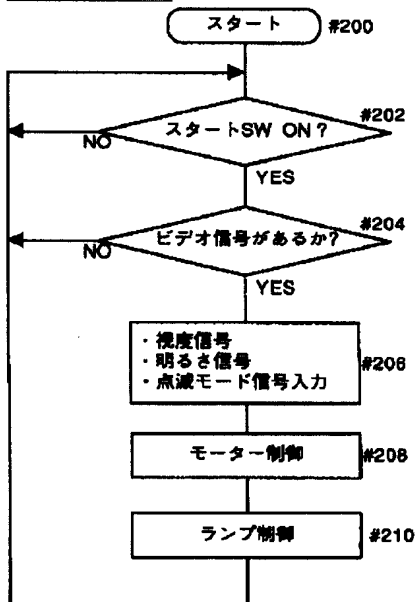 スタート #200
#202
スタートSW ON？
NO
YES
#204
ビデオ信号があるか?
NO
YES
・視度信号
・明るさ信号
・点滅モード信号入力
#206
モーター制御 #208
ランプ制御 #210